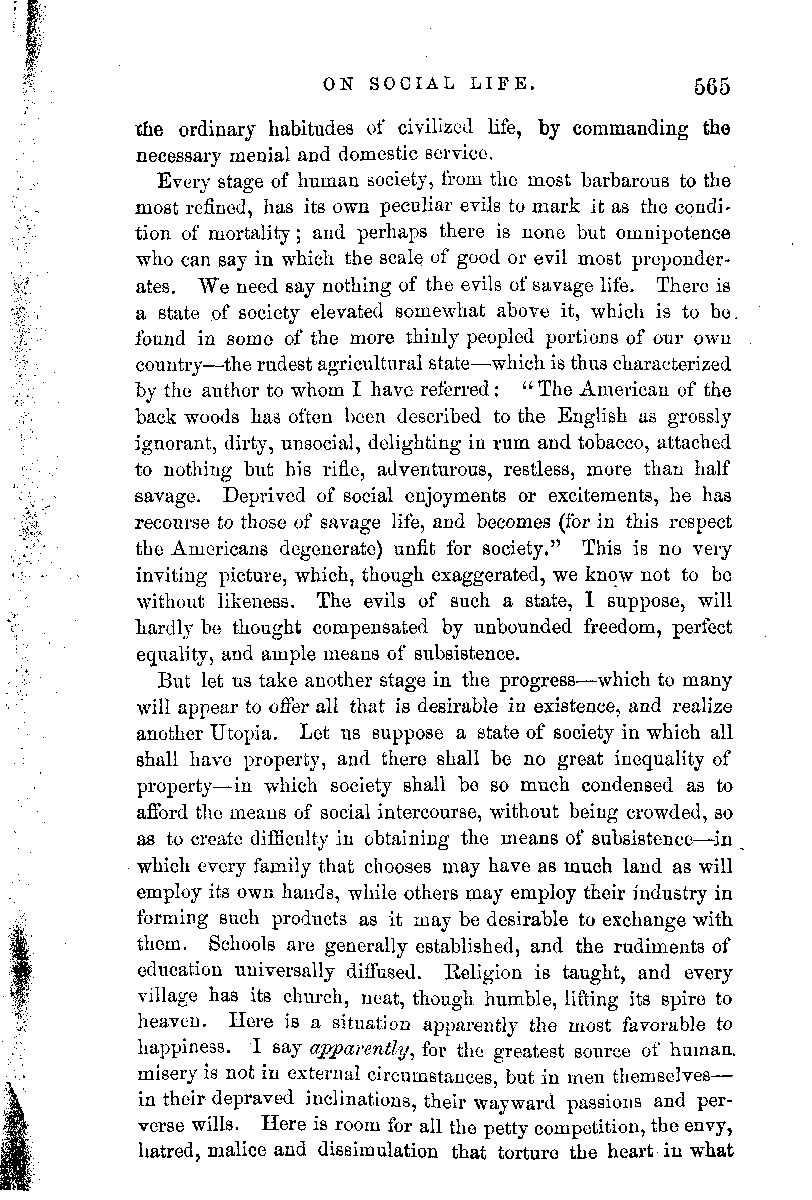 ON SOCIAL LIFE. 565
the ordinary habitudes of civilized life, by commanding the
necessary menial and domestic service.
Every stage of human society, from the most barbarous to the
most refined, has its own peculiar evils to mark it as the condi-
tion of mortality; and perhaps there is none but omnipotence
who can say in which the scale of good or evil most preponder-
ates. We need say nothing of the evils of savage life. There is
a state of society elevated somewhat above it, which is to be
found in some of the more thinly peopled portions of our own
country—the rudest agricultural state—which is thus characterized
by the author to whom I have referred: "The American of the
back woods has often been described to the English as grossly
ignorant, dirty, unsocial, delighting in rum and tobacco, attached
to nothing but his rifle, adventurous, restless, more than half
savage. Deprived of social enjoyments or excitements, he has
recourse to those of savage life, and becomes (for in this respect
the Americans degenerate) unfit for society." This is no very
inviting picture, which, though exaggerated, we know not to be
without likeness. The evils of such a state, I suppose, will
hardly be thought compensated by unbounded freedom, perfect
equality, and ample means of subsistence.
But let us take another stage in the progress—which to many
will appear to offer all that is desirable in existence, and realize
another Utopia. Let us suppose a state of society in which all
shall have property, and there shall be no great inequality of
property—in which society shall be so much condensed as to
afford the means of social intercourse, without being crowded, so
as to create difficulty in obtaining the means of subsistence—in
which every family that chooses may have as much land as will
employ its own hands, while others may employ their industry in
forming such products as it may be desirable to exchange with
them. Schools are generally established, and the rudiments of
education universally diffused. Religion is taught, and every
village has its church, neat, though humble, lifting its spire to
heaven. Here is a situation apparently the most favorable to
happiness. I say apparently, for the greatest source of human
misery is not in external circumstances, but in men themselves—
in their depraved inclinations, their wayward passions and per-
verse wills. Here is room for all the petty competition, the envy,
hatred, malice and dissimulation that torture the heart in what